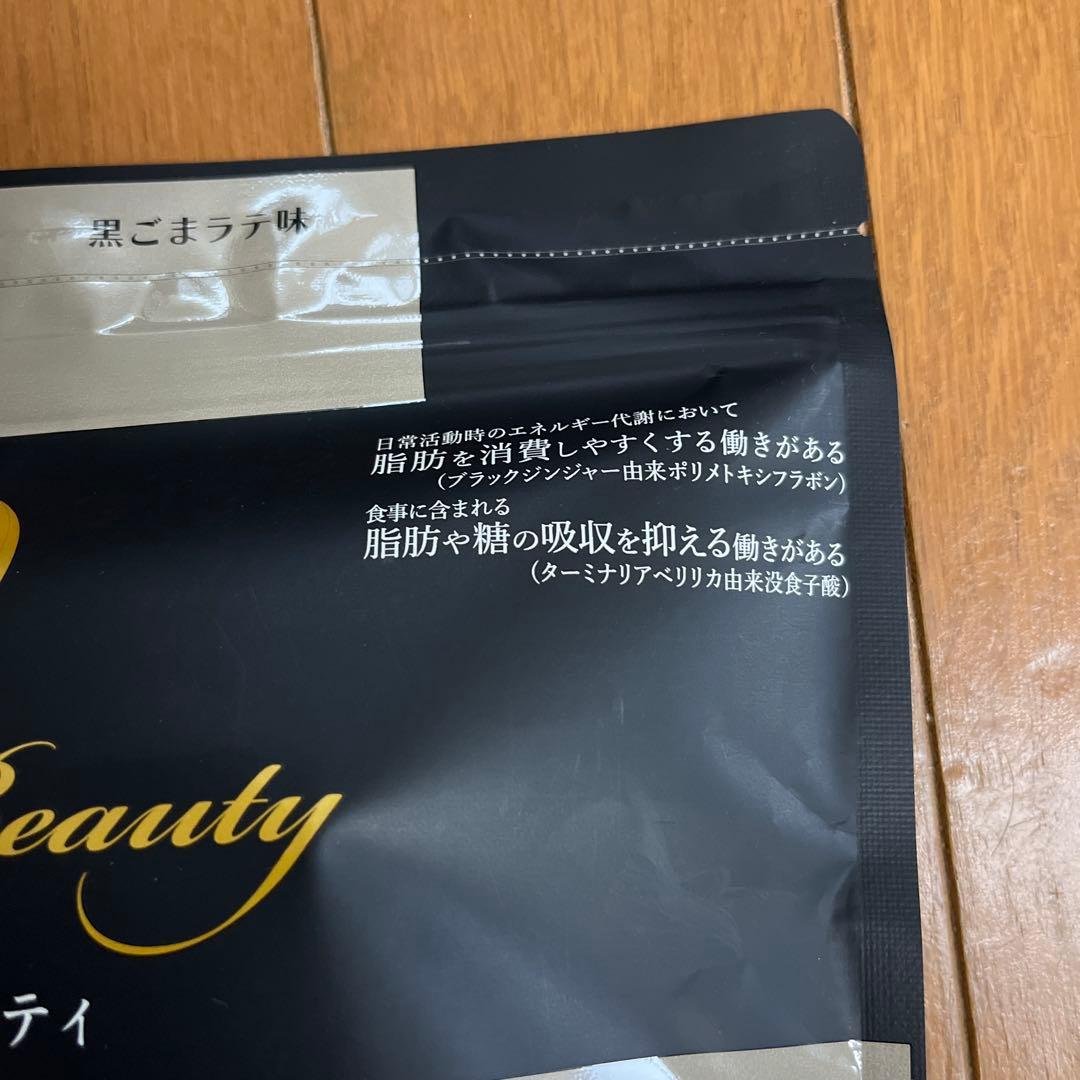 黒ごまラテ味
日常活動時のエネルギー代謝において
脂肪を消費しやすくする働きがある
(ブラックジンジャー由来ポリメトキシフラボン)
食事に含まれる
脂肪や糖の吸収を抑える働きがある
(ターミナリアベリリカ由来没食子酸)
Beauty
ティ